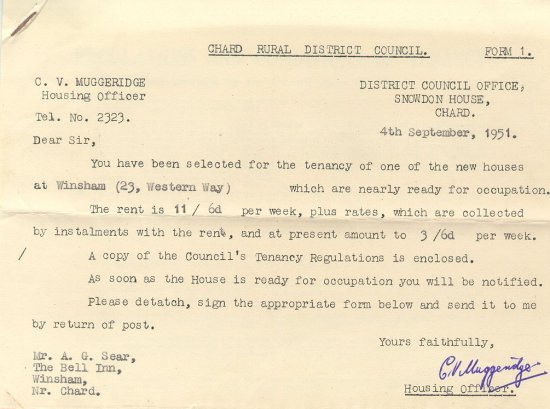 CHARD RURAL DISTRICT COUNCIL. FORM 1.
C. V. MUGGERIDGE
Housing Officer
Tel. No. 2323.
DISTRICT COUNCIL OFFICE,
SNOWDON HOUSE,
CHARD.
4th September, 1951.
Dear Sir,
You have been selected for the tenancy of one of the new houses
at Winsham (23, Western Way) which are nearly ready for occupation.
The rent is 11/6d per week, plus rates, which are collected
by instalments with the rent, and at present amount to 3/6d per week.
/ A copy of the Council's Tenancy Regulations is enclosed.
As soon as the House is ready for occupation you will be notified.
Please detatch, sign the appropriate form below and send it to me
by return of post.
Yours faithfully,
C V Muggeridge
Housing Officer.
Mr. A. G. Sear,
The Bell Inn,
Winsham,
Nr. Chard.